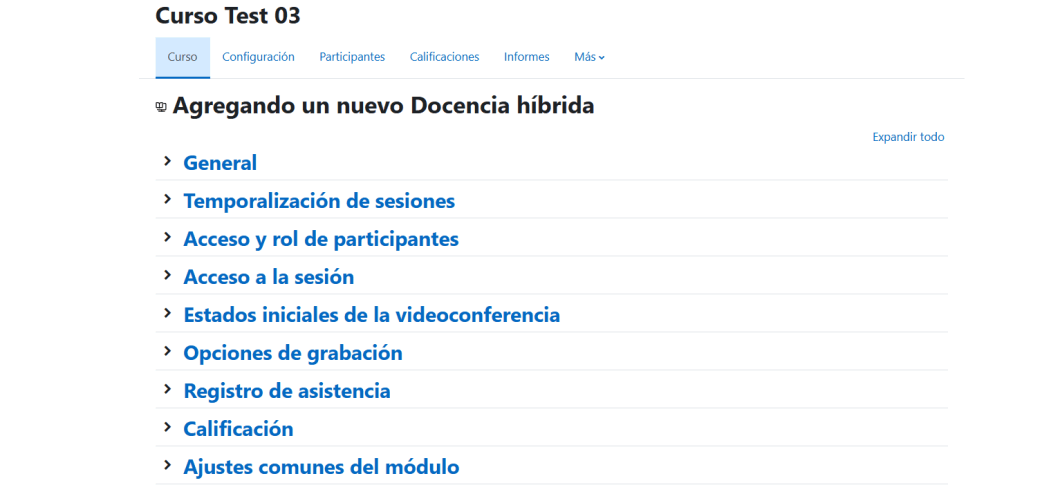 Curso Test 03
Curso Configuración Participantes Calificaciones Informes Más
Agregando un nuevo Docencia híbrida
Expandir todo
General
Temporalización de sesiones
Acceso y rol de participantes
Acceso a la sesión
Estados iniciales de la videoconferencia
Opciones de grabación
Registro de asistencia
Calificación
Ajustes comunes del módulo